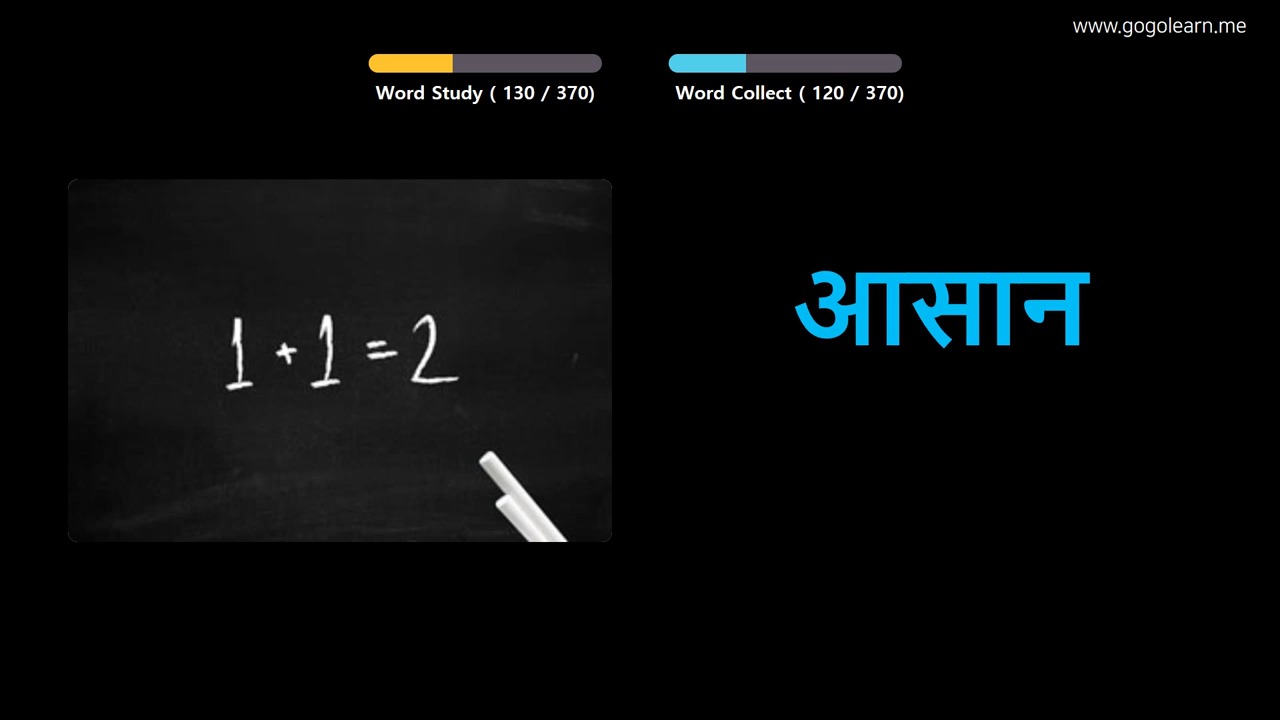 www.gogolearn.me
Word Study ( 130 / 370)
Word Collect ( 120 / 370)
1 + 1 = 2
आसान